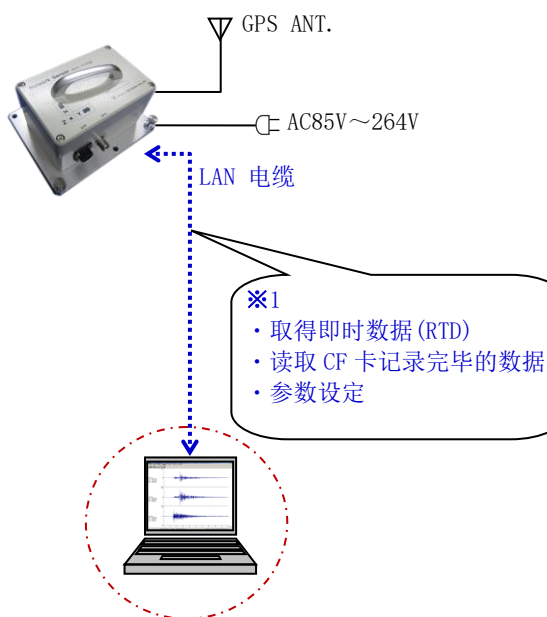 GPS ANT.
AC85V～264V
LAN 电缆
※1
・取得即时数据(RTD)
・读取 CF 卡记录完毕的数据
・参数设定